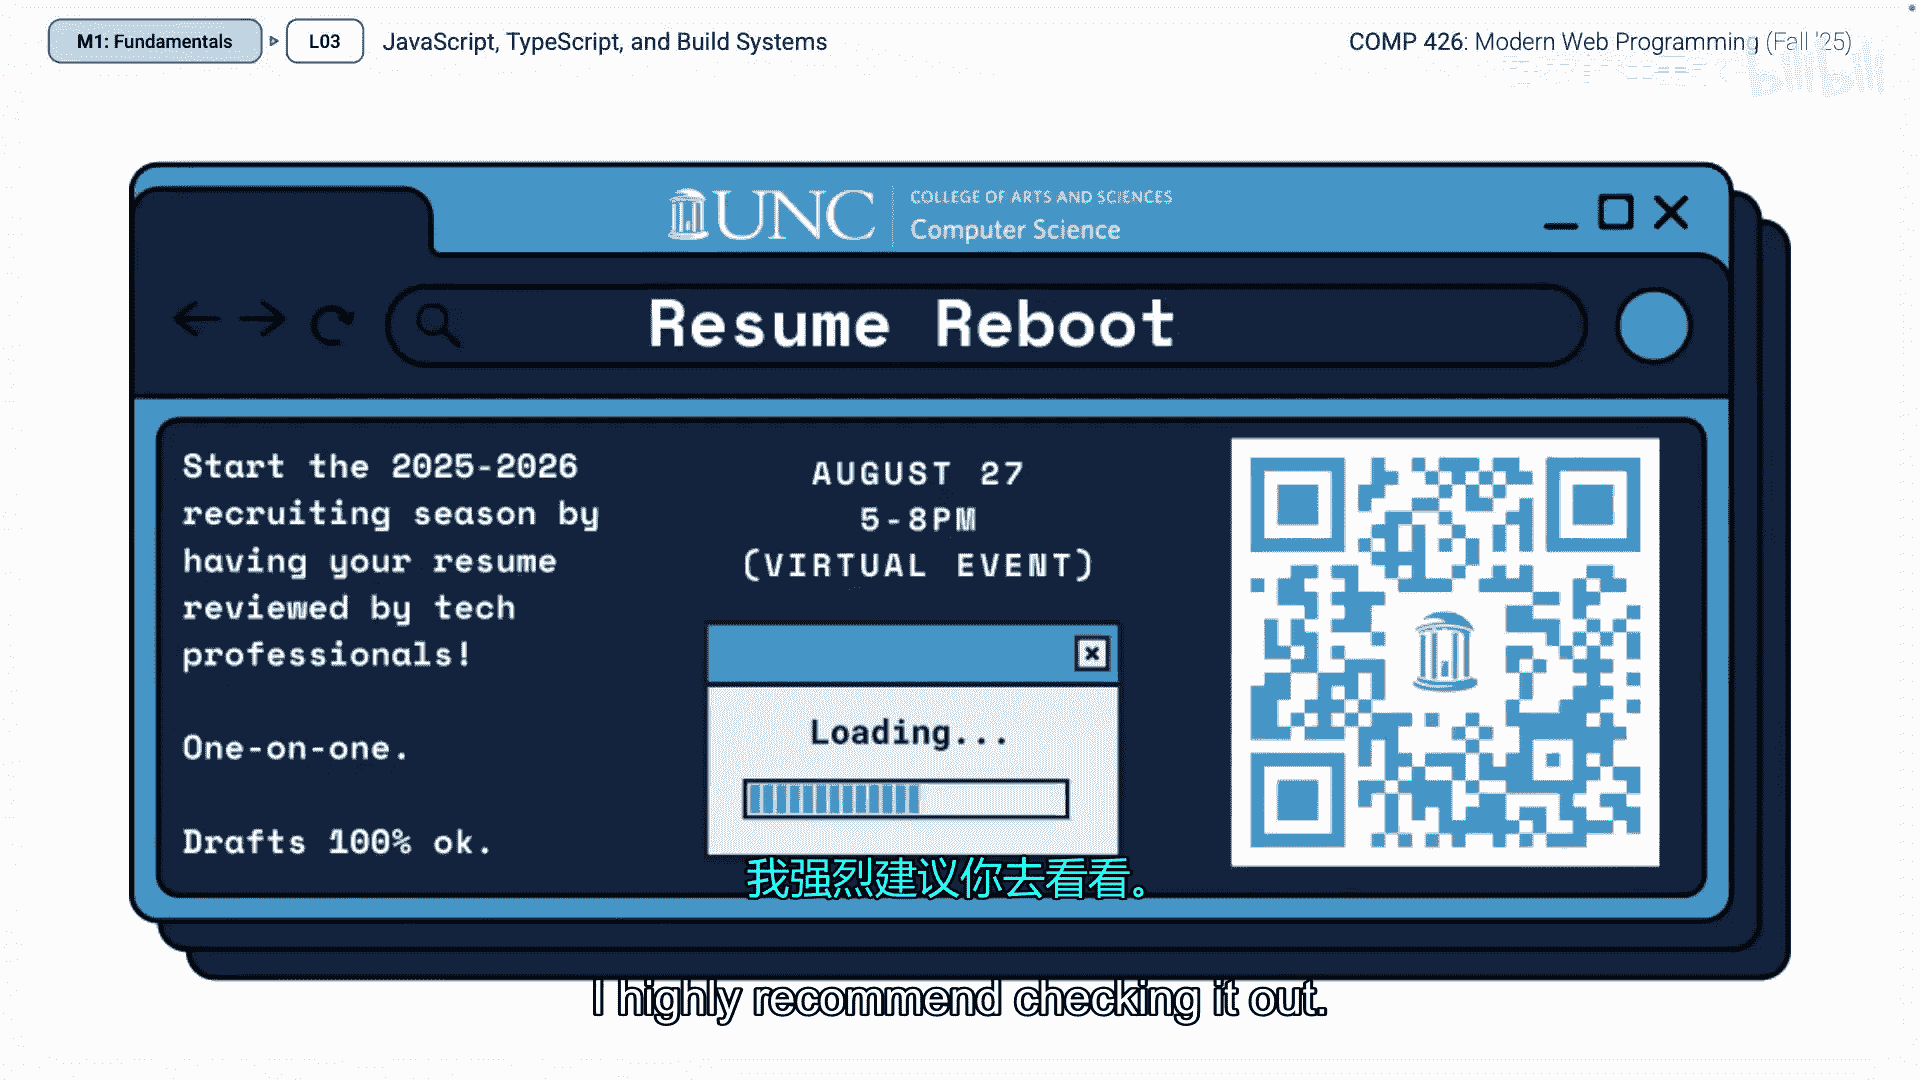 M1: Fundamentals
L03
JavaScript, TypeScript, and Build Systems
COMP 426: Modern Web Programming (Fall '25)
bilibili
UNC
COLLEGE OF ARTS AND SCIENCES
Computer Science
Resume Reboot
Start the 2025-2026
recruiting season by
having your resume
reviewed by tech
professionals!
One-on-one.
Drafts 100% ok.
AUGUST 27
5-8PM
(VIRTUAL EVENT)
Loading...
我强烈建议你去看看。
I highly recommend checking it out.